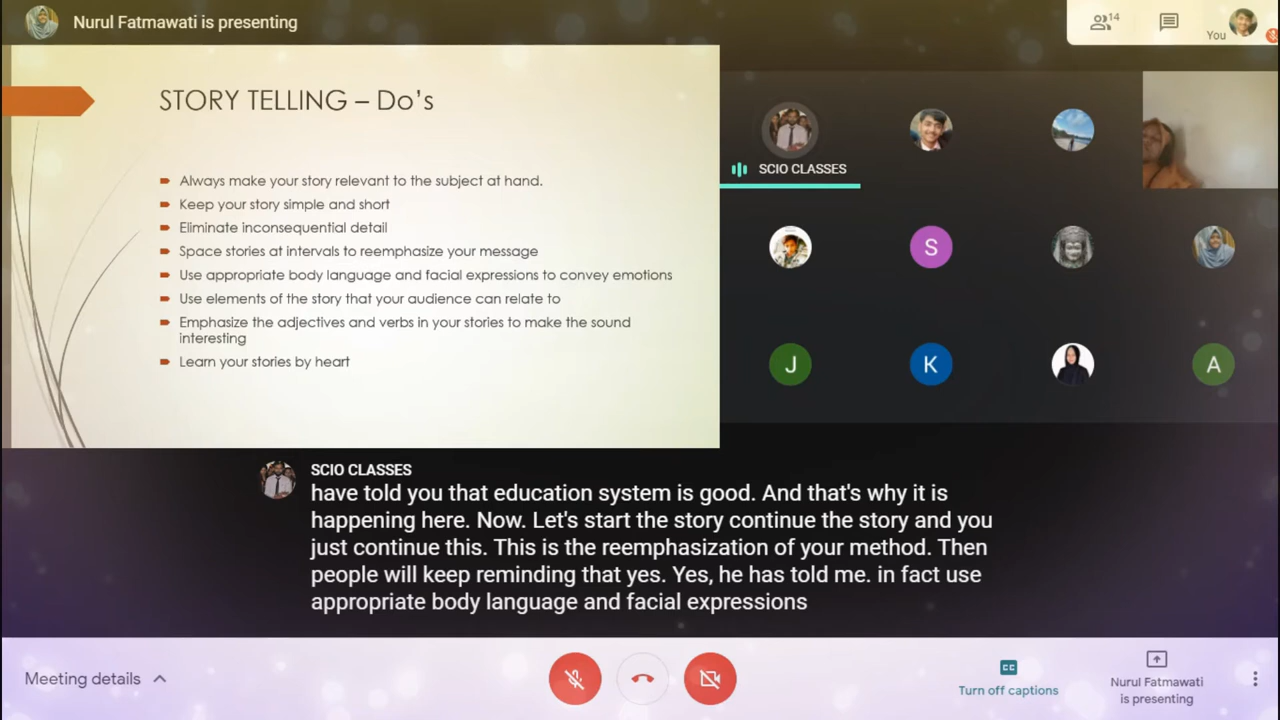 Nurul Fatmawati is presenting
14
You
STORY TELLING – Do's
Always make your story relevant to the subject at hand.
Keep your story simple and short
Eliminate inconsequential detail
Space stories at intervals to reemphasize your message
Use appropriate body language and facial expressions to convey emotions
Use elements of the story that your audience can relate to
Emphasize the adjectives and verbs in your stories to make the sound
interesting
Learn your stories by heart
SCIO CLASSES
S
J
K
A
SCIO CLASSES
have told you that education system is good. And that's why it is
happening here. Now. Let's start the story continue the story and you
just continue this. This is the reemphasization of your method. Then
people will keep reminding that yes. Yes, he has told me. in fact use
appropriate body language and facial expressions
Meeting details
CC
Turn off captions
Nurul Fatmawati
is presenting